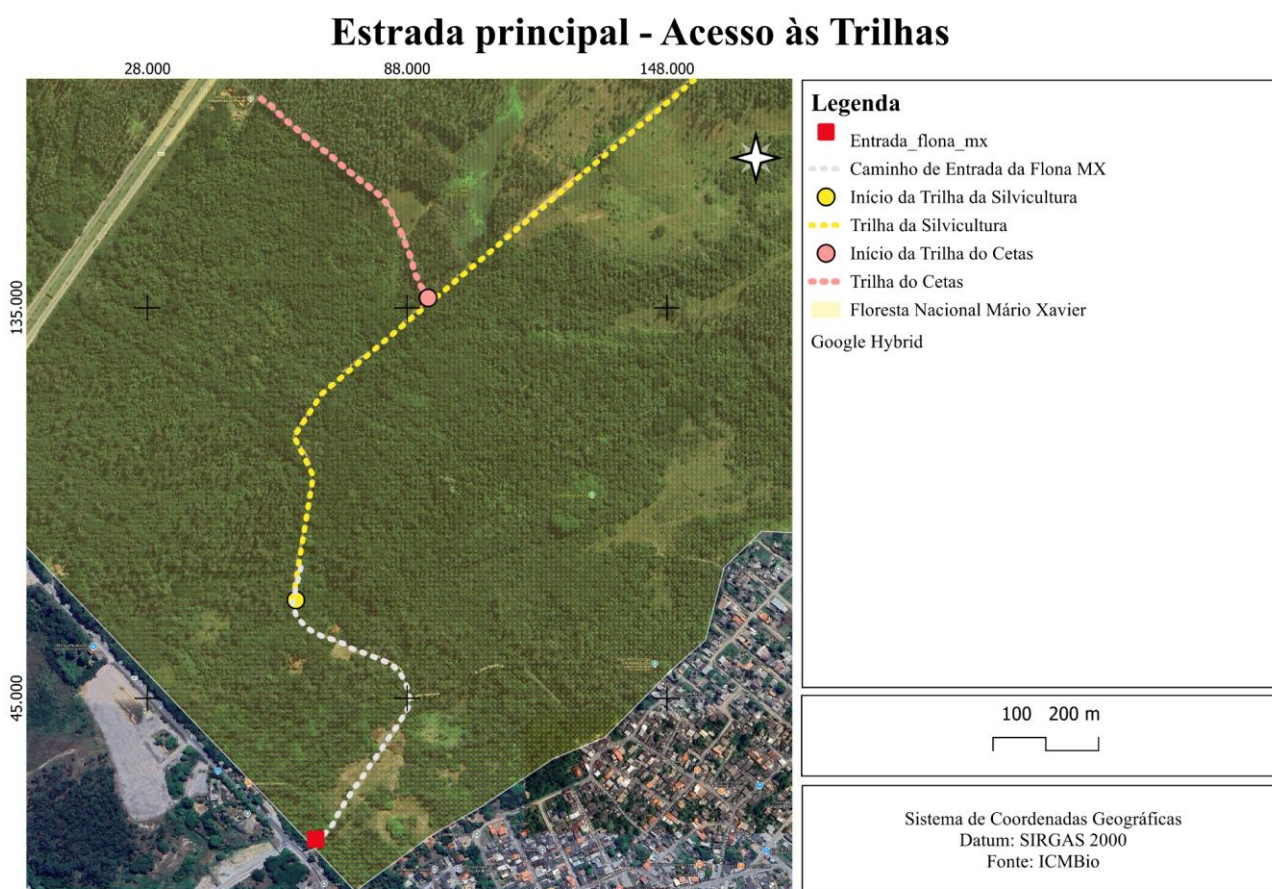 Estrada principal - Acesso às Trilhas
28.000
88.000
148.000
135.000
45.000
Legenda
Entrada_flona_mx
Caminho de Entrada da Flona MX
Início da Trilha da Silvicultura
Trilha da Silvicultura
Início da Trilha do Cetas
Trilha do Cetas
Floresta Nacional Mário Xavier
Google Hybrid
100 200 m
Sistema de Coordenadas Geográficas
Datum: SIRGAS 2000
Fonte: ICMBio